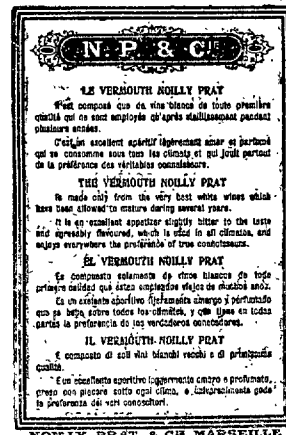 N. P. & CIE
LE VERMOUTH NOILLY PRAT
N'est composé que de vins blancs de toute première
qualité qui ne sont employés qu'après vieillissement pendant
plusieurs années.
C'est un excellent apéritif légèrement amer et parfumé
qui se consomme sous tous les climats et qui jouit partout
de la préférence des véritables connaisseurs.
THE VERMOUTH NOILLY PRAT
Is made only from the very best white wines which
have been allowed to mature during several years.
It is an excellent appetizer slightly bitter to the taste
and agreeably flavoured, which is used in all climates, and
enjoys everywhere the preference of true connoisseurs.
EL VERMOUTH NOILLY PRAT
Es compuesto solamente de vinos blancos de toda
primera calidad que estan empleados viejos de muchos anos.
Es un exelente aperitivo lijeramente amargo y perfumado
que se bebe sobre todos los climates, y que tiene en todas
partes la preferencia de los verdaderos conocedores.
IL VERMOUTH NOILLY PRAT
È composto di soli vini bianchi vecchi e di primissima
qualità.
È un eccellente aperitivo leggermente amaro e profumato,
preso con piacere sotto ogni clima, e universalmente gode
la preferenza dei veri conoscitori.
NOILLY PRAT & CIE MARSEILLE